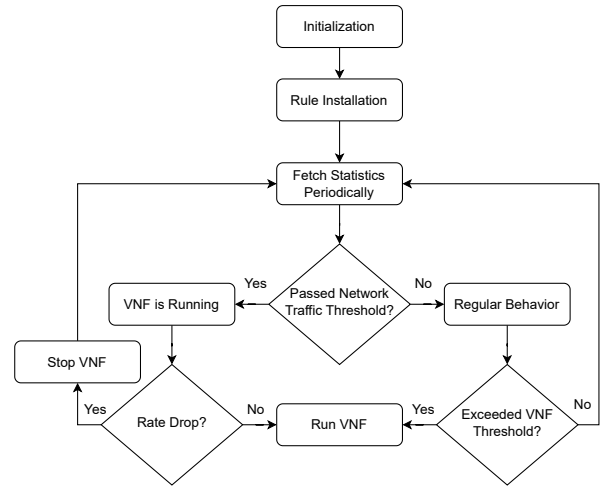 Initialization
Rule Installation
Fetch Statistics
Periodically
Yes
Passed Network
Traffic Threshold?
No
VNF is Running
Regular Behavior
Stop VNF
Yes
Rate Drop?
No
Run VNF
Yes
Exceeded VNF
Threshold?
No